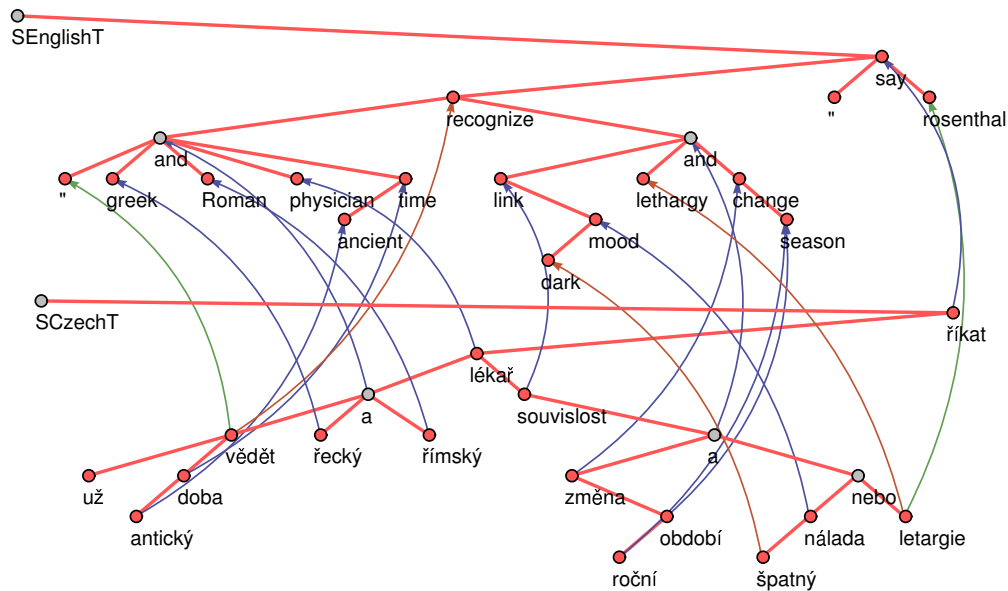 SEnglishT
say
" rosenthal
recognize
and and
" greek Roman physician time link lethargy change
ancient mood season
dark
SCzechT
říkat
lékař
a souvislost
vědět řecký římský a
už doba změna nebo
antický období nálada letargie
roční špatný